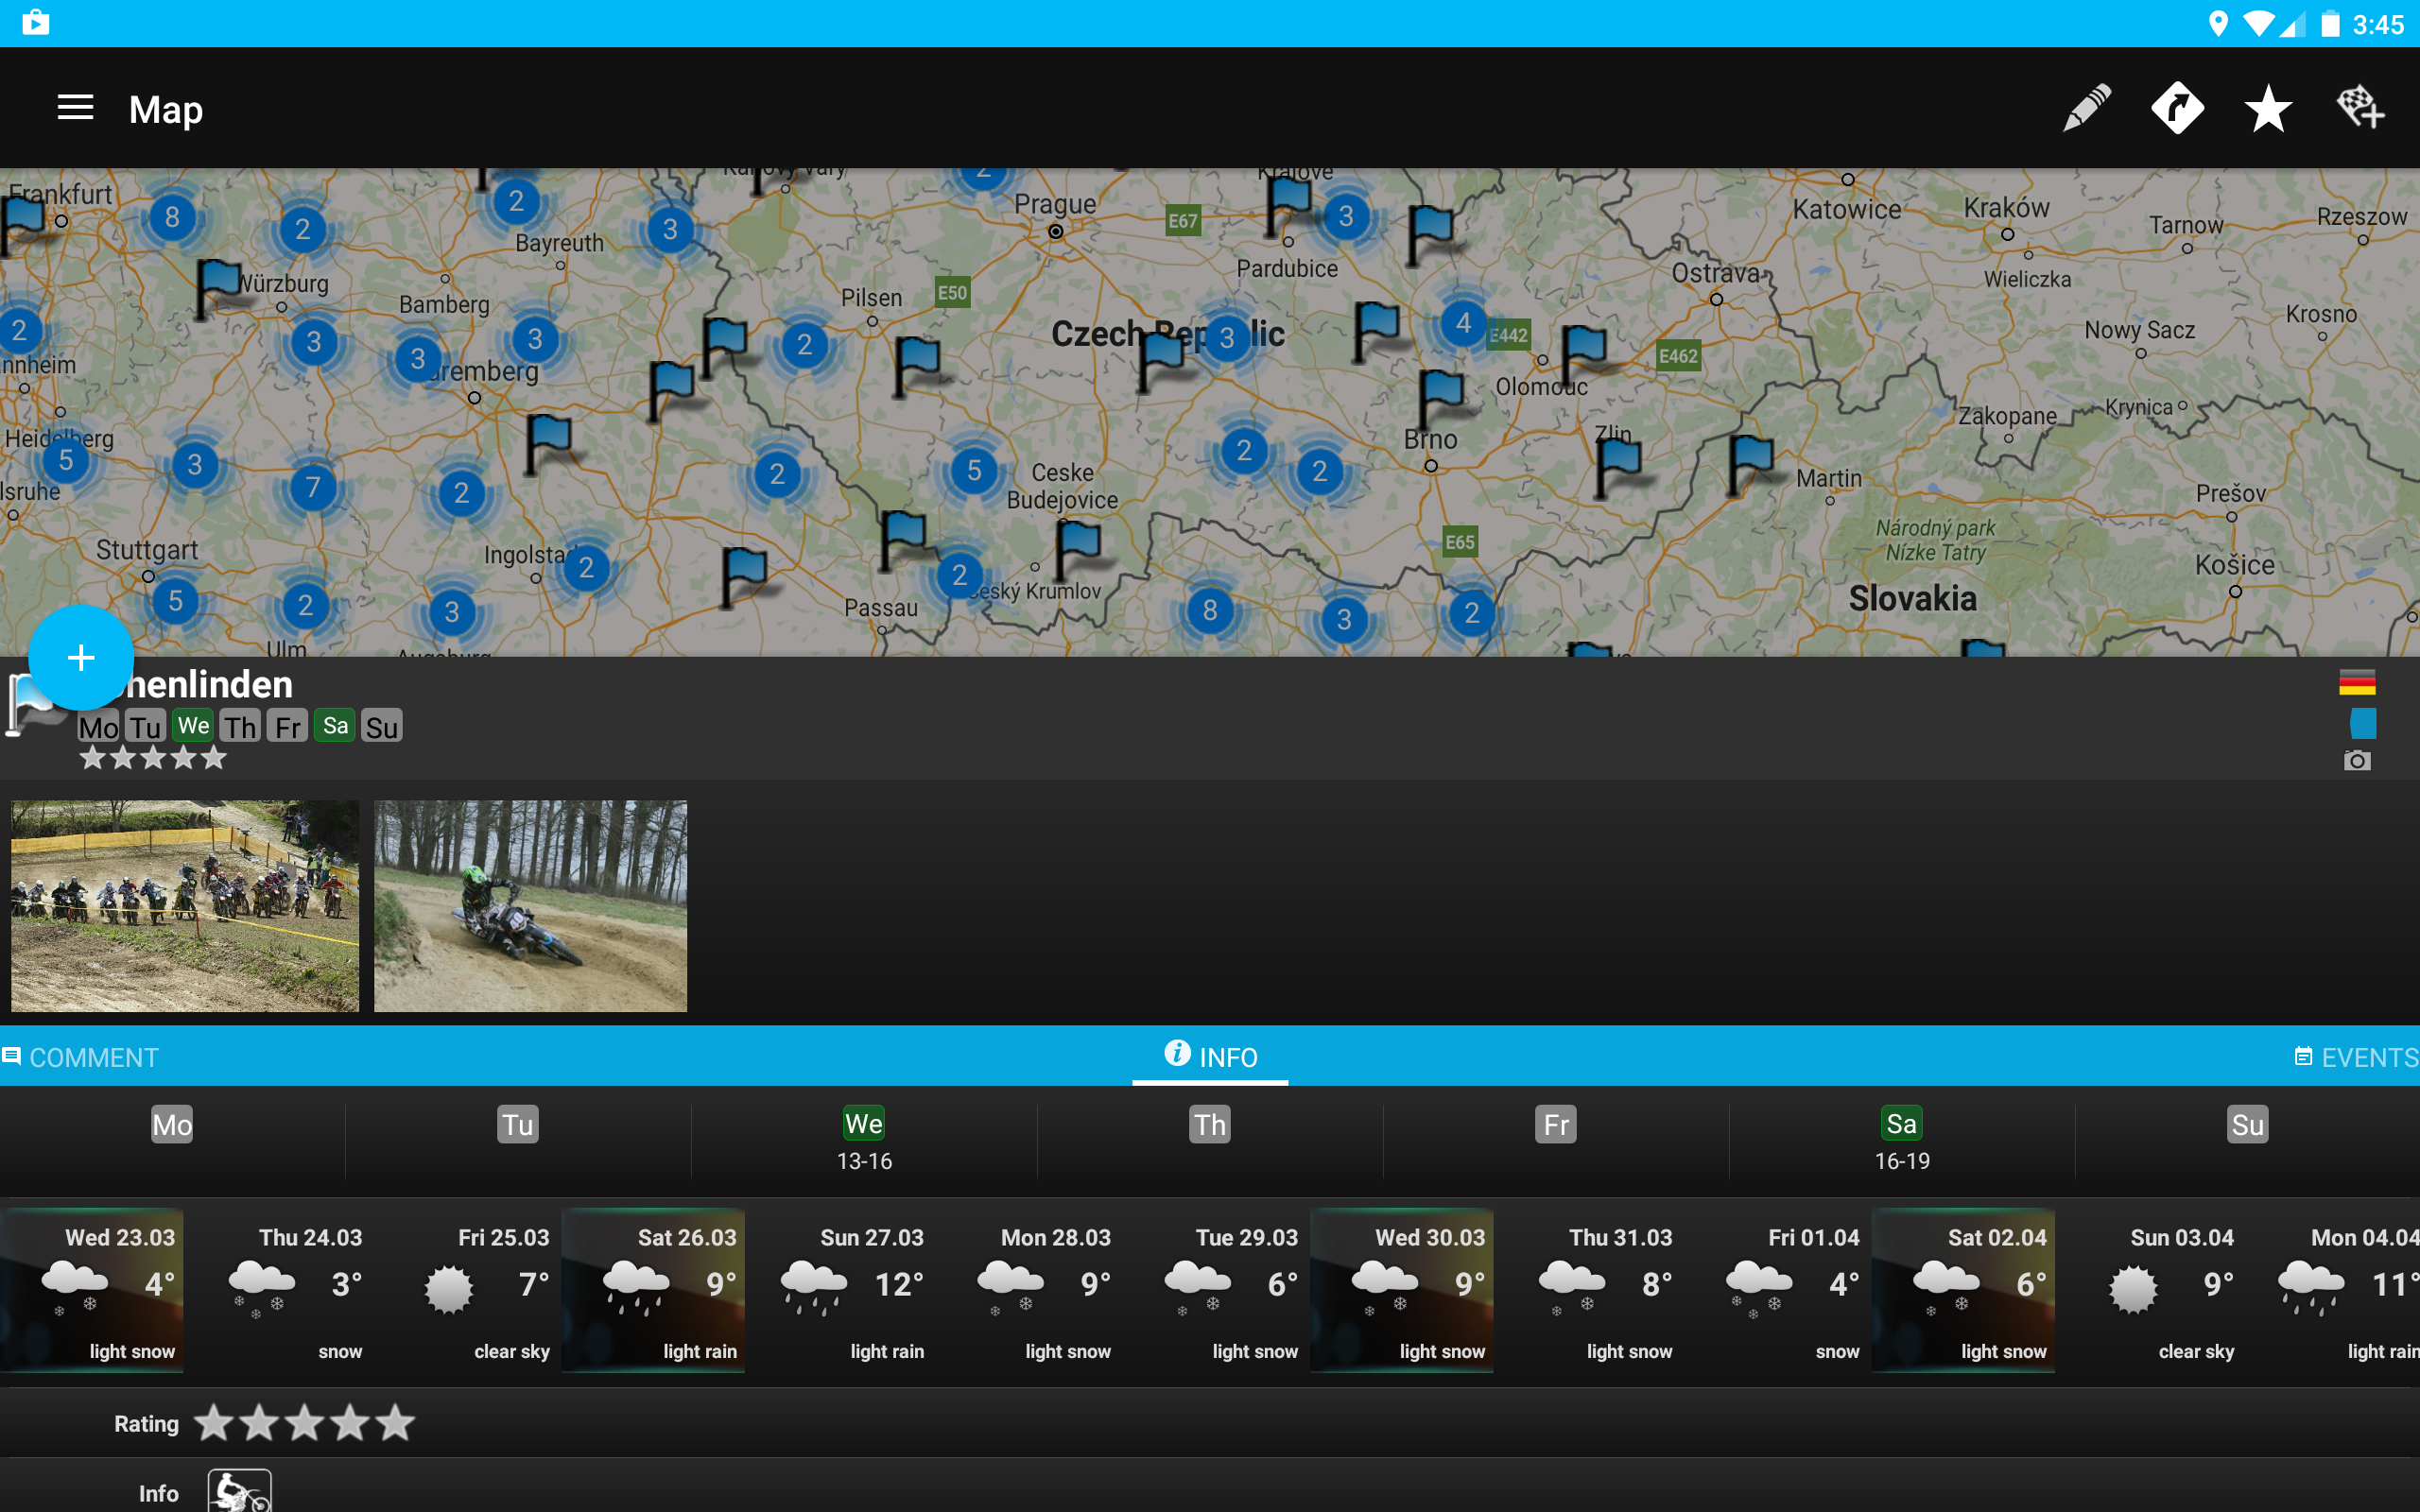 3:45
Map
Frankfurt
8
2
2
Bayreuth
3
2
Prague
E67
Kralove
3
Katowice
Kraków
Tarnow
Rzeszow
Würzburg
Bamberg
Pilsen
E50
Pardubice
Ostrava
Wieliczka
2
3
3
3
2
Czech Republic
3
4
E442
E462
Nowy Sacz
Krosno
nnheim
remberg
Olomouc
Zakopane
Krynica
Heidelberg
5
3
7
2
2
5
Ceske
Budejovice
2
2
Brno
Zlin
Martin
Prešov
lsruhe
Stuttgart
Ingolsta
2
2
Český Krumlov
E65
Národný park
Nízke Tatry
Košice
5
2
3
Passau
8
3
2
Slovakia
Ulm
+
henlinden
Mo Tu We Th Fr Sa Su
COMMENT
INFO
EVENTS
Mo Tu We Th Fr Sa Su
13-16 16-19
Wed 23.03 Thu 24.03 Fri 25.03 Sat 26.03 Sun 27.03 Mon 28.03 Tue 29.03 Wed 30.03 Thu 31.03 Fri 01.04 Sat 02.04 Sun 03.04 Mon 04.04
4° 3° 7° 9° 12° 9° 6° 9° 8° 4° 6° 9° 11°
light snow snow clear sky light rain light rain light snow light snow light snow light snow snow light snow clear sky light rain
Rating
Info